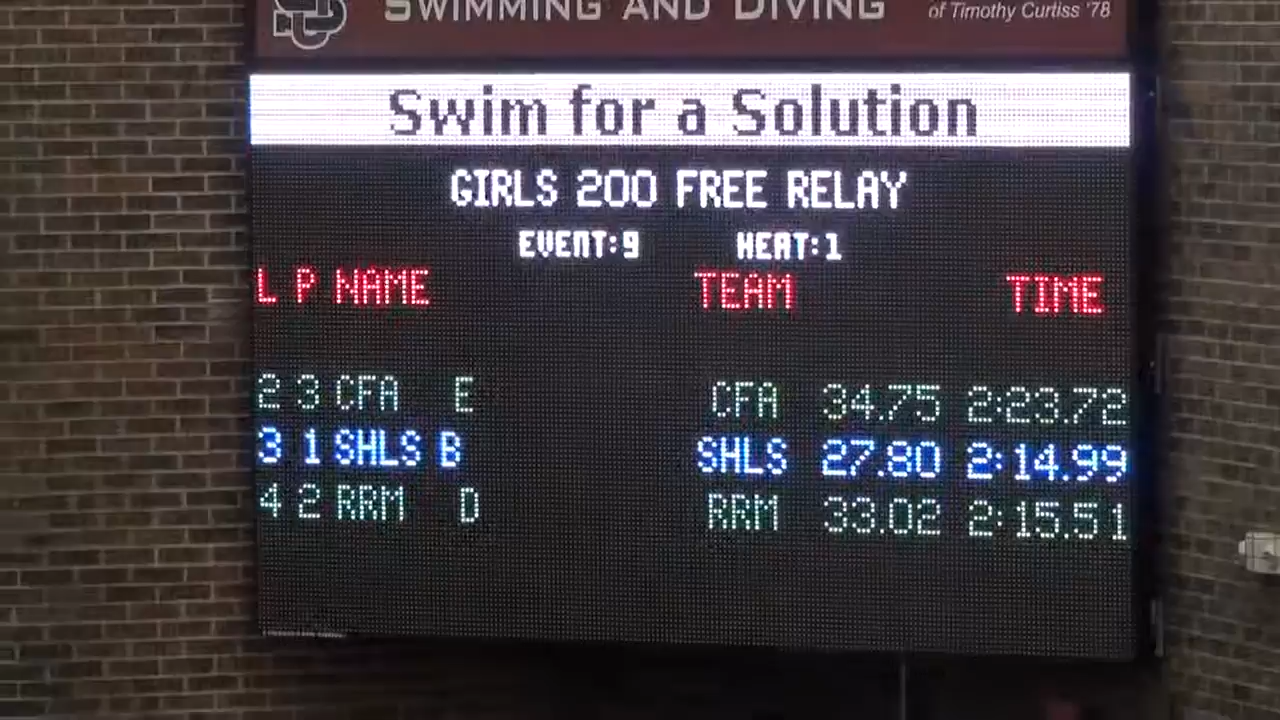 SWIMMING AND DIVING
of Timothy Curtiss '78
Swim for a Solution
GIRLS 200 FREE RELAY
EVENT:9 HEAT:1
L P NAME TEAM TIME
2 3 CFA E CFA 34.75 2:23.72
3 1 SHLS B SHLS 27.80 2:14.99
4 2 RRM D RRM 33.02 2:15.51